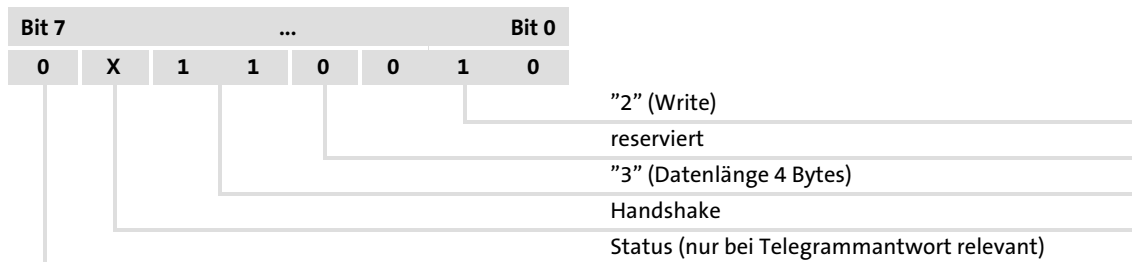 Bit 7 ... Bit 0
0 X 1 1 0 0 1 0
”2” (Write)
reserviert
”3” (Datenlänge 4 Bytes)
Handshake
Status (nur bei Telegrammantwort relevant)